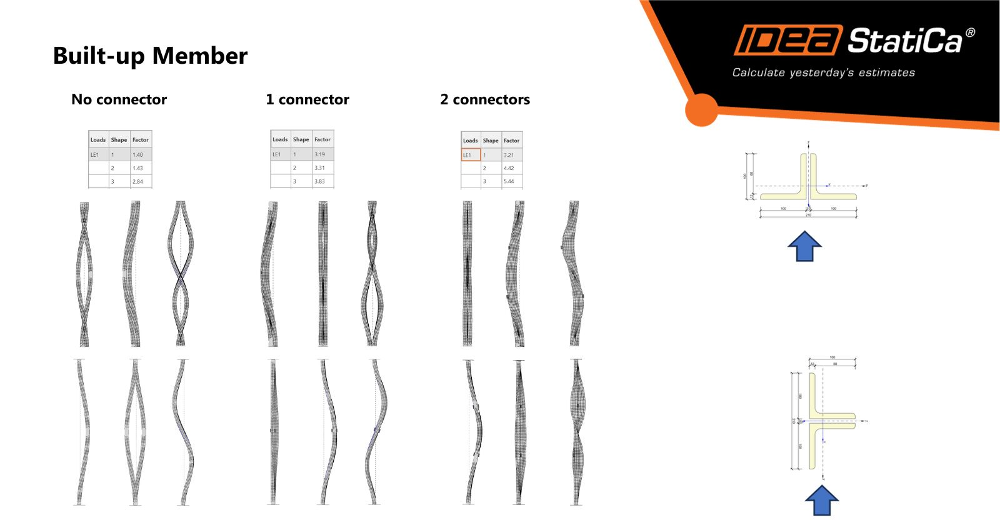 Built-up Member
IDEA StatiCa®
Calculate yesterday's estimates
No connector
1 connector
2 connectors
Loads Shape Factor
LE1 1 1.40
2 1.43
3 2.84
Loads Shape Factor
LE1 1 3.19
2 3.31
3 3.83
Loads Shape Factor
LE1 1 3.21
2 4.42
3 5.44
z
100
88
12
y
y
100 10 100
210
100
12 88
210
100
100
z